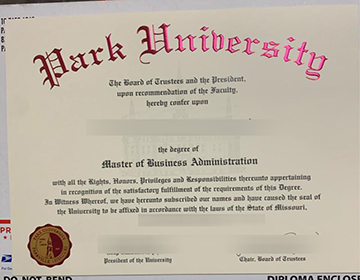 Park University
The Board of Trustees and the President,
upon recommendation of the Faculty,
hereby confer upon
the degree of
Master of Business Administration
with all the Rights, Honors, Privileges and Responsibilities thereunto appertaining
in recognition of the satisfactory fulfillment of the requirements of this Degree.
In Witness Whereof, we have hereunto subscribed our names and have caused the seal of
the University to be affixed in accordance with the laws of the State of Missouri,
President of the University
Chair, Board of Trustees
DO NOT BEND
DIPLOMA ENCLOSE